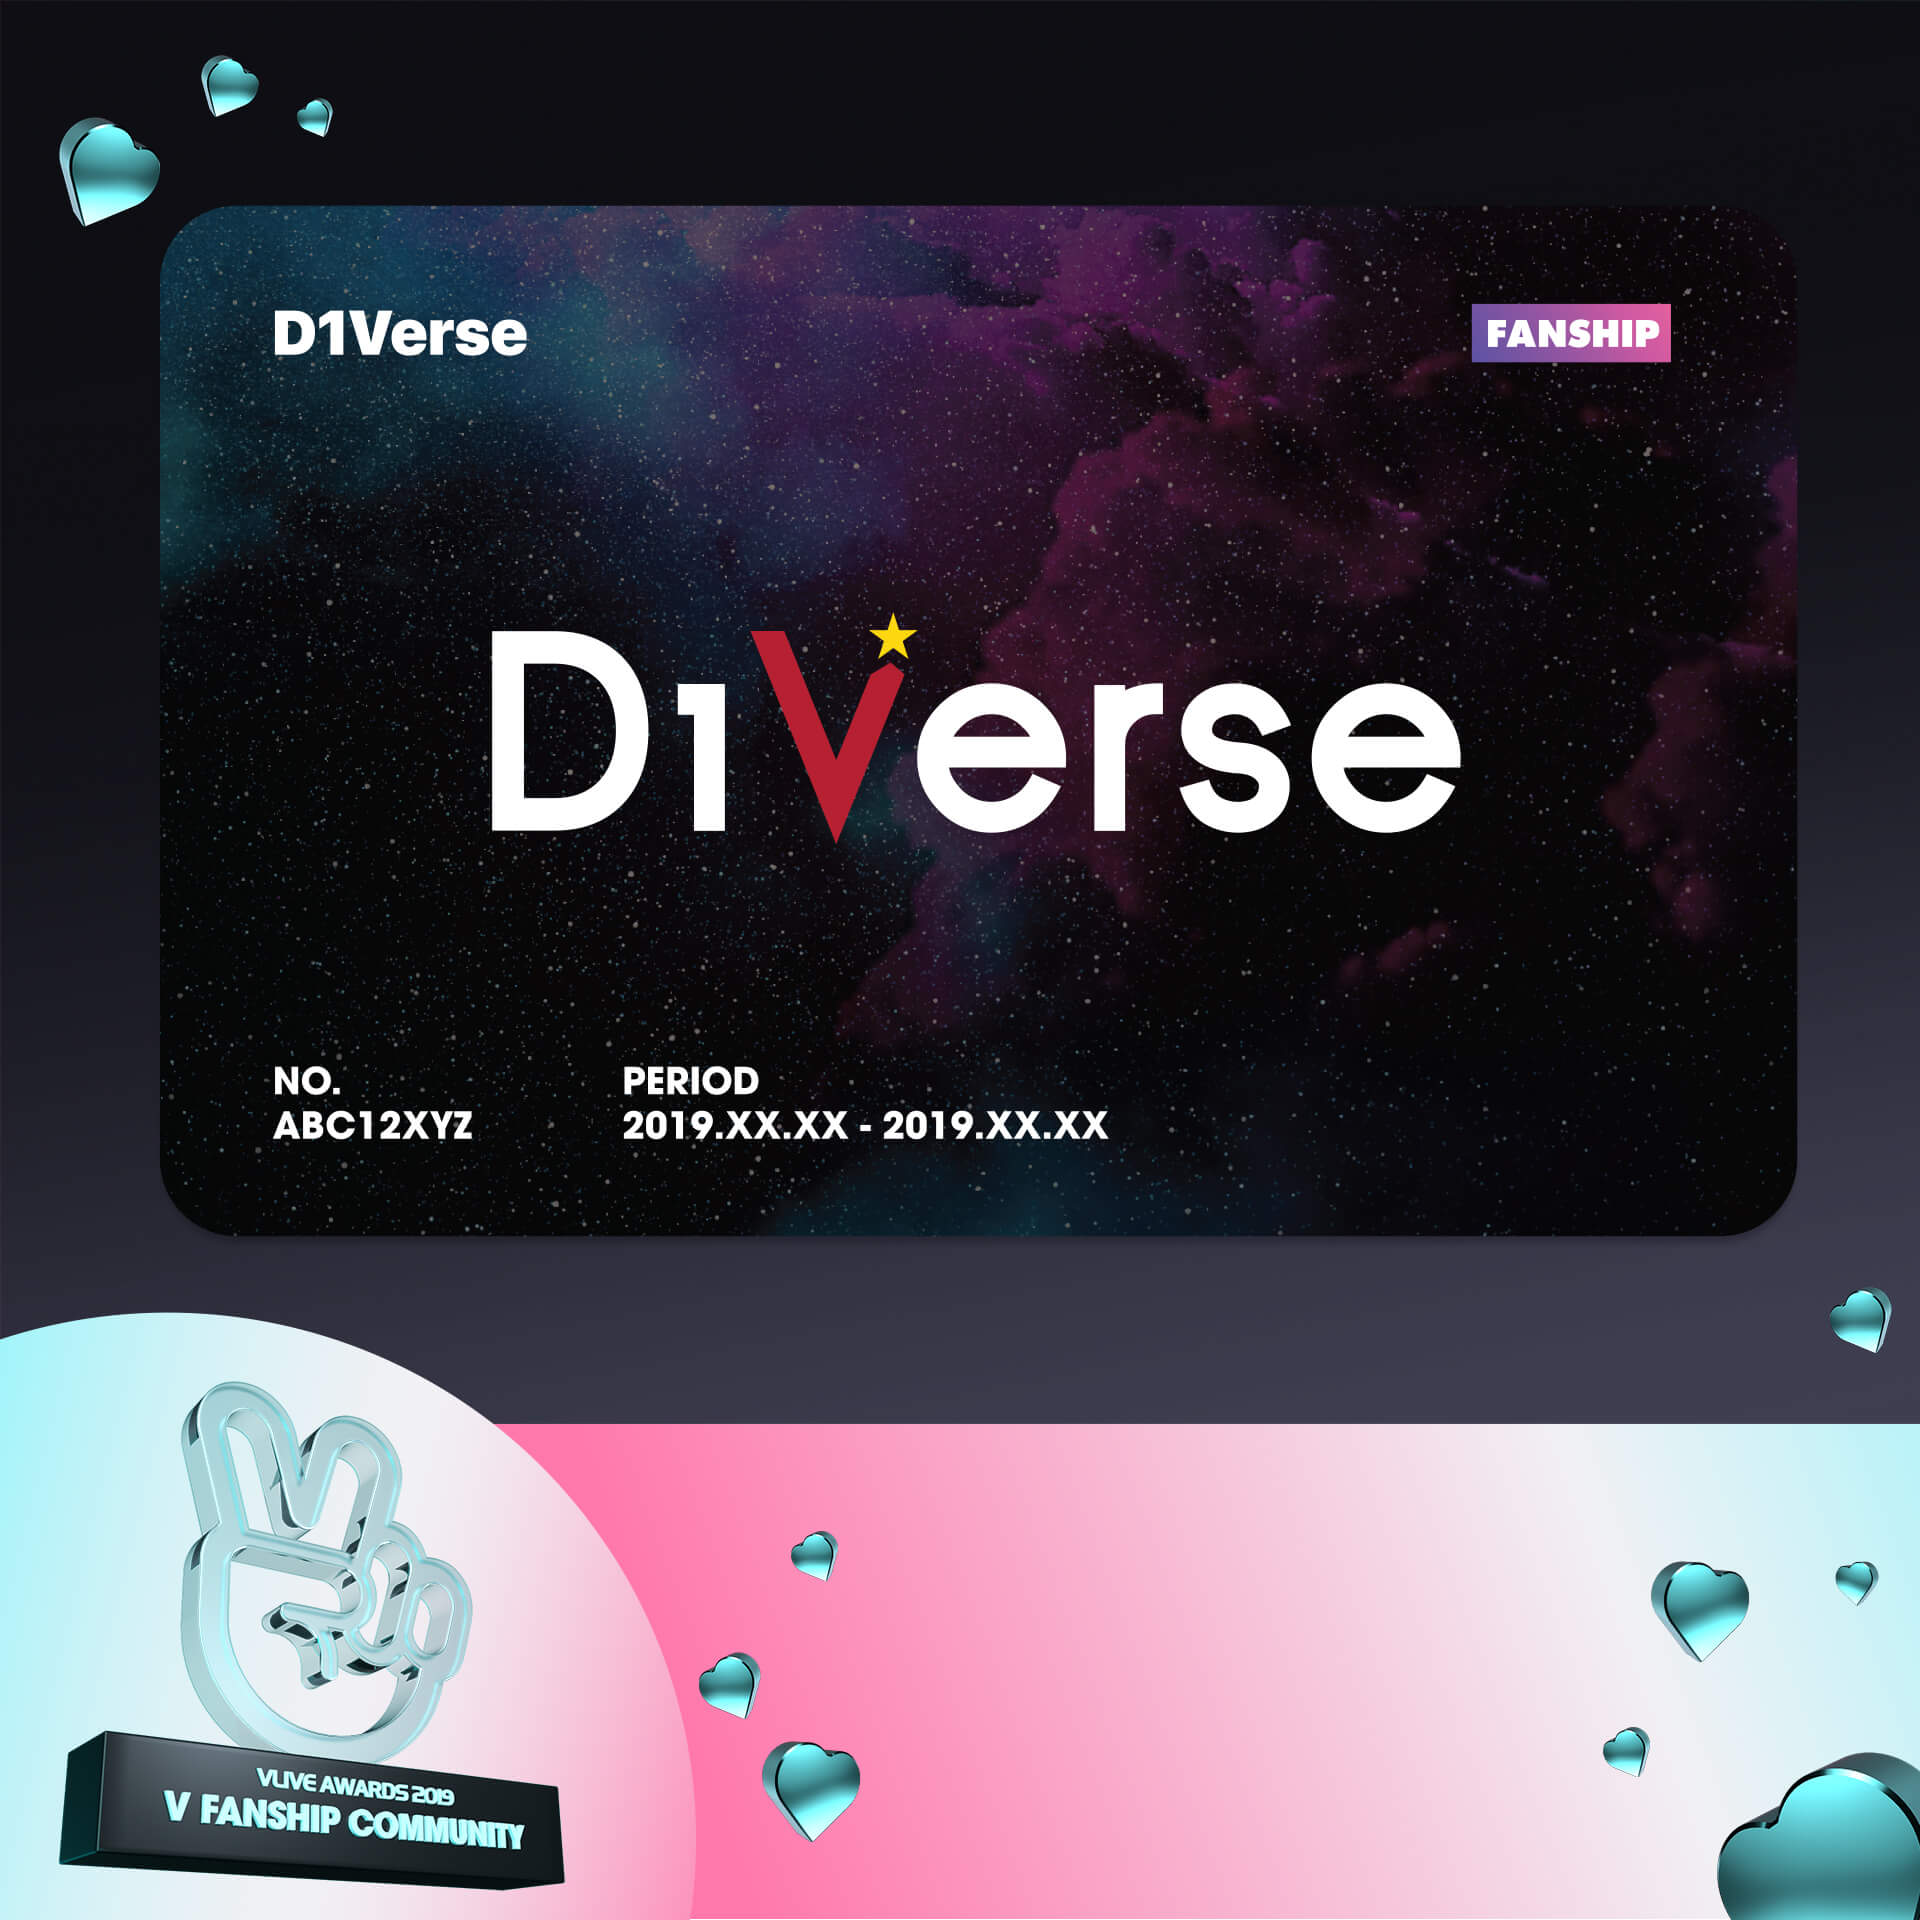 D1Verse
FANSHIP
D1Verse
NO.
ABC12XYZ
PERIOD
2019.XX.XX - 2019.XX.XX
VLIVE AWARDS 2019
V FANSHIP COMMUNITY